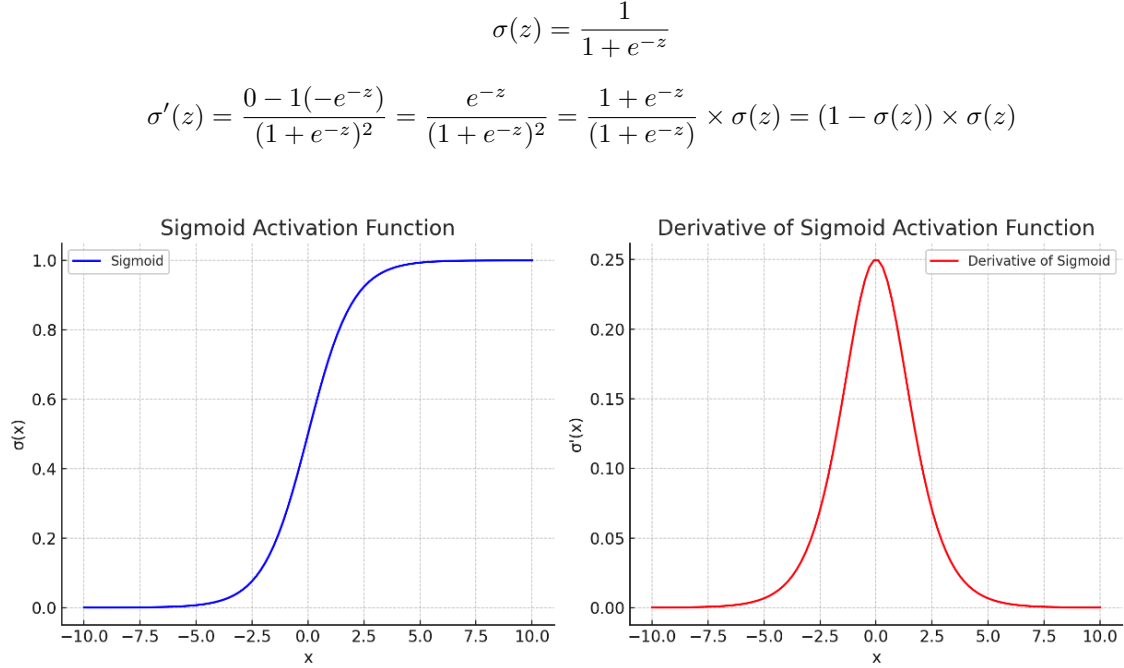 σ(z) = 1 / (1 + e^{-z})
σ′(z) = (0 − 1(−e^{-z})) / (1 + e^{-z})^2 = e^{-z} / (1 + e^{-z})^2 = (1 + e^{-z}) / (1 + e^{-z}) × σ(z) = (1 − σ(z)) × σ(z)
Sigmoid Activation Function
Sigmoid
1.0
0.8
0.6
0.4
0.2
0.0
σ(x)
−10.0 −7.5 −5.0 −2.5 0.0 2.5 5.0 7.5 10.0
x
Derivative of Sigmoid Activation Function
Derivative of Sigmoid
0.25
0.20
0.15
0.10
0.05
0.00
σ'(x)
−10.0 −7.5 −5.0 −2.5 0.0 2.5 5.0 7.5 10.0
x